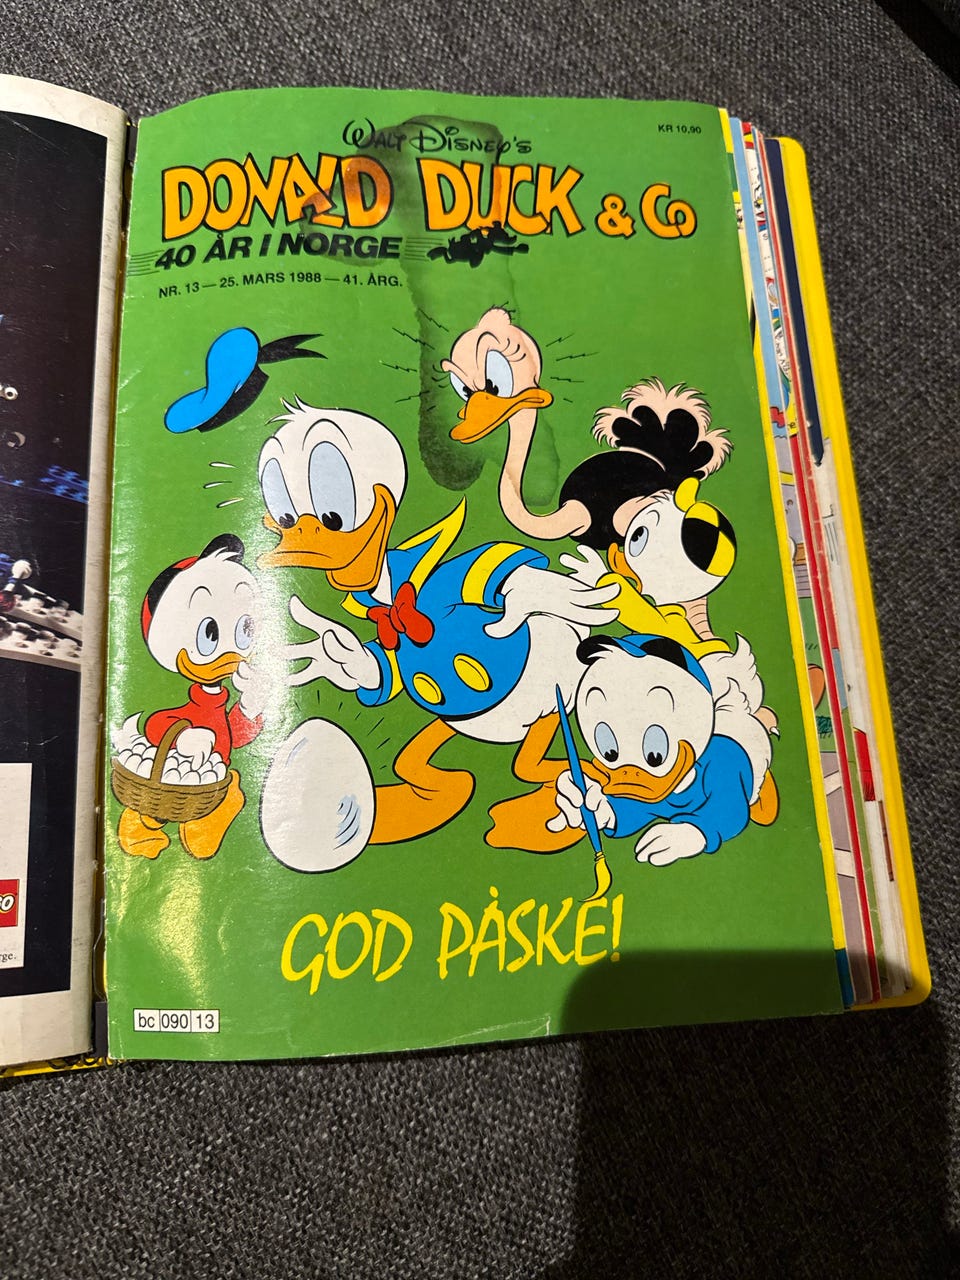 WALT DISNEY'S
KR 10,90
DONALD DUCK & Co
40 ÅR I NORGE
NR. 13 — 25. MARS 1988 — 41. ÅRG.
GOD PÅSKE!
bc 090 13